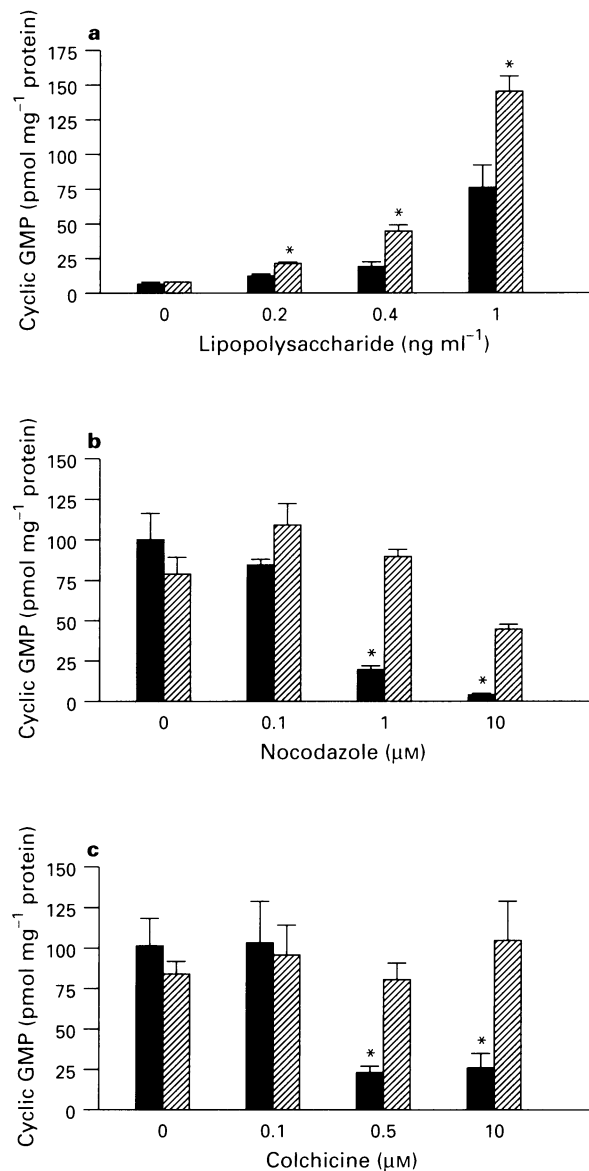 a
Cyclic GMP (pmol mg⁻¹ protein)
175
150
125
100
75
50
25
0
*
*
*
0 0.2 0.4 1
Lipopolysaccharide (ng ml⁻¹)
b
Cyclic GMP (pmol mg⁻¹ protein)
150
125
100
75
50
25
0
*
*
0 0.1 1 10
Nocodazole (μM)
c
Cyclic GMP (pmol mg⁻¹ protein)
150
125
100
75
50
25
0
*
*
0 0.1 0.5 10
Colchicine (μM)